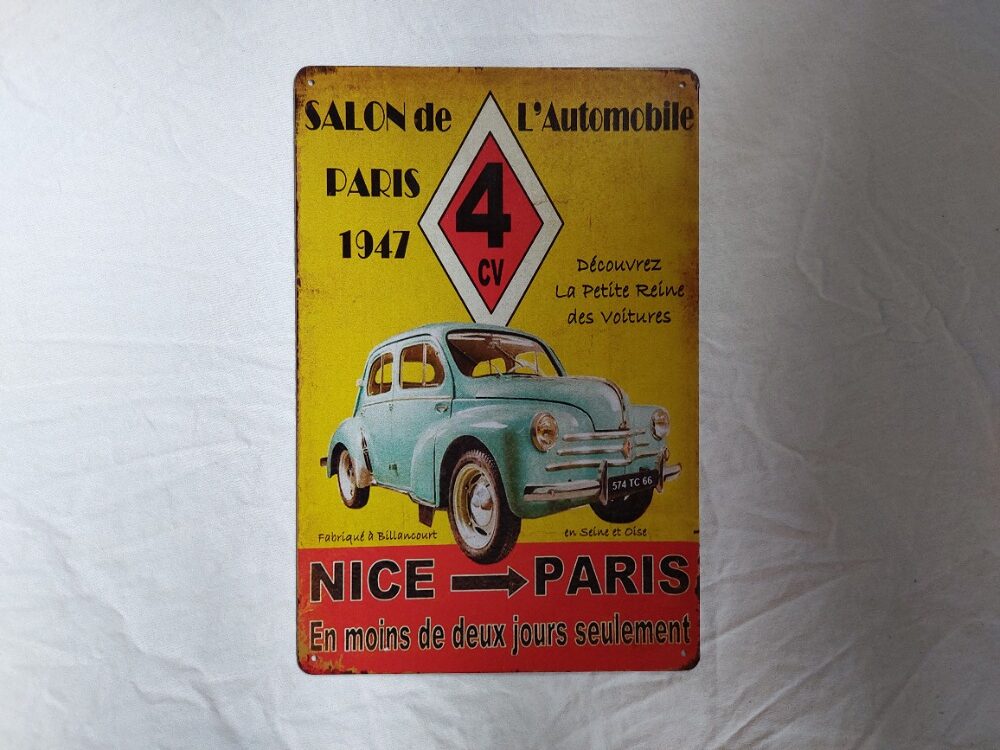 SALON de L'Automobile
PARIS
1947
4
CV
Découvrez
La Petite Reine
des Voitures
574 TC 66
Fabriqué à Billancourt en Seine et Oise
NICE → PARIS
En moins de deux jours seulement